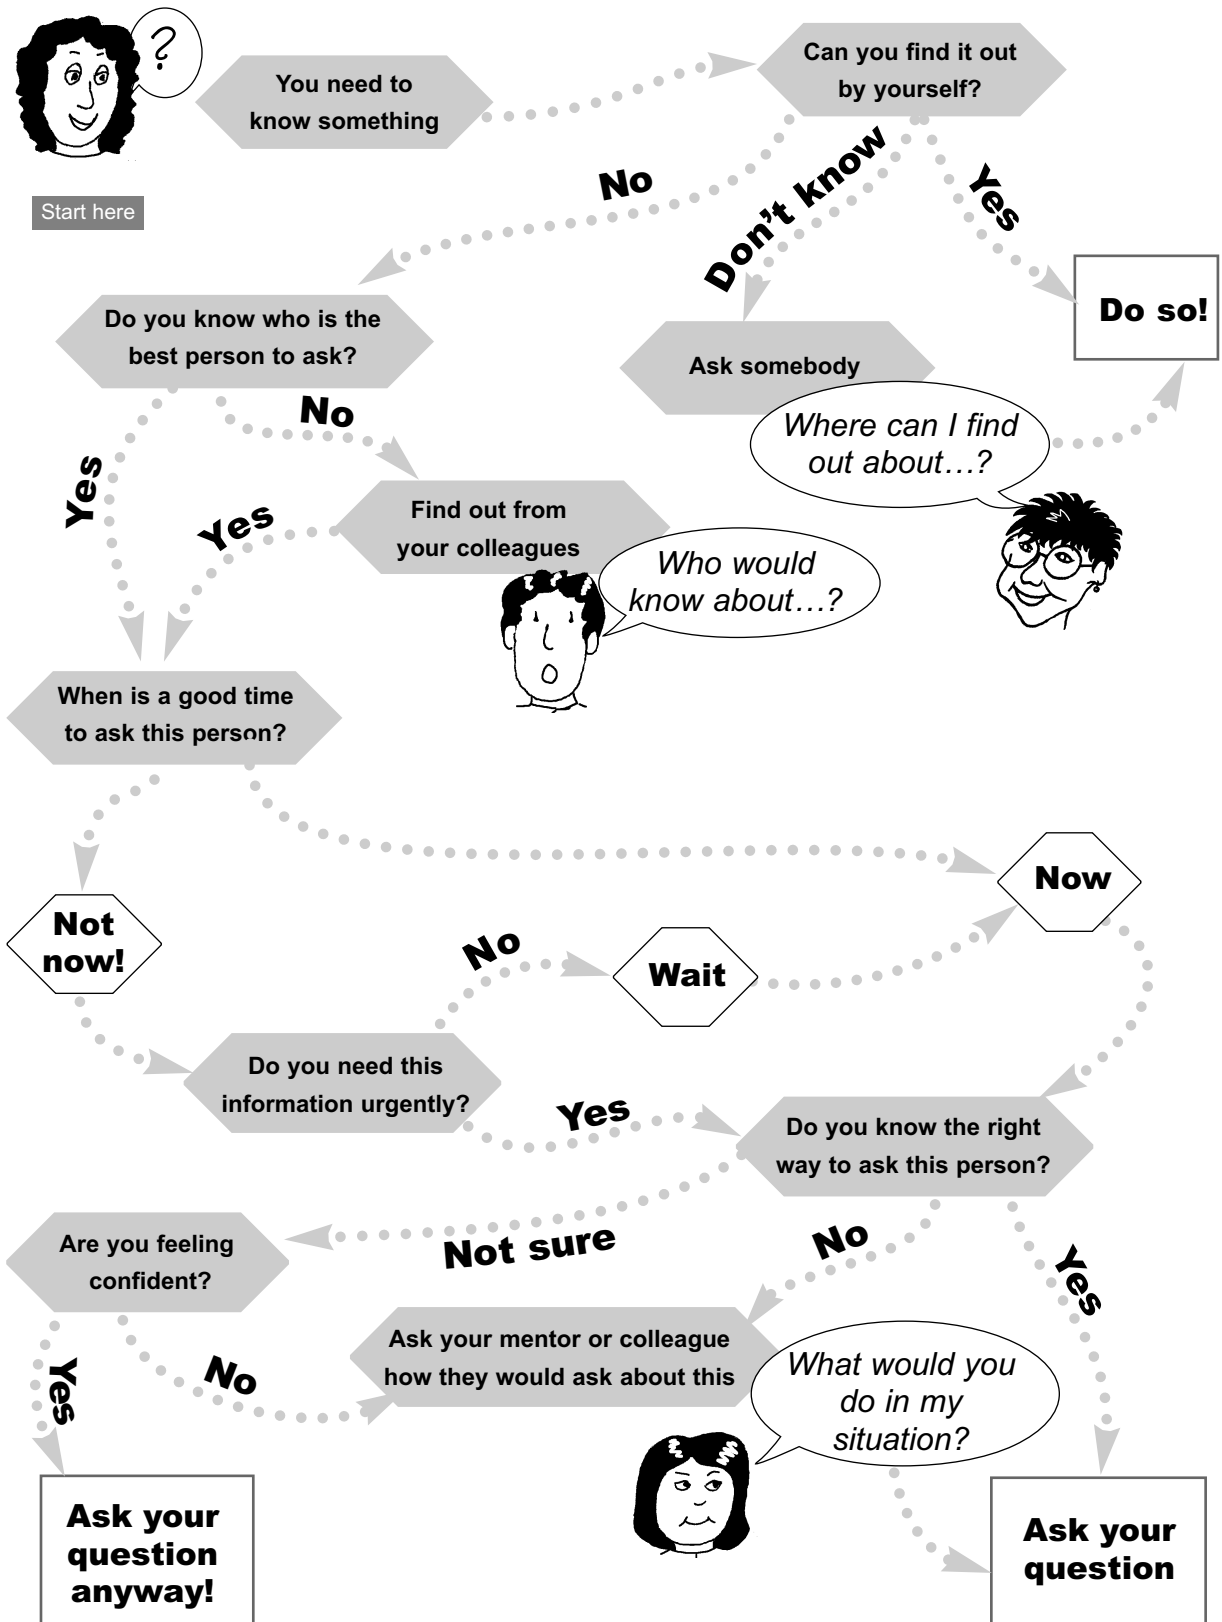 ?
You need to
know something
Can you find it out
by yourself?
Start here
No
Don't know
Yes
Do so!
Do you know who is the
best person to ask?
Ask somebody
Where can I find
out about…?
No
Yes
Find out from
your colleagues
Yes
Who would
know about…?
When is a good time
to ask this person?
Now
Not
now!
No
Wait
Do you need this
information urgently?
Yes
Do you know the right
way to ask this person?
Are you feeling
confident?
Not sure
No
Yes
Ask your mentor or colleague
how they would ask about this
What would you
do in my
situation?
Yes
No
Ask your
question
anyway!
Ask your
question